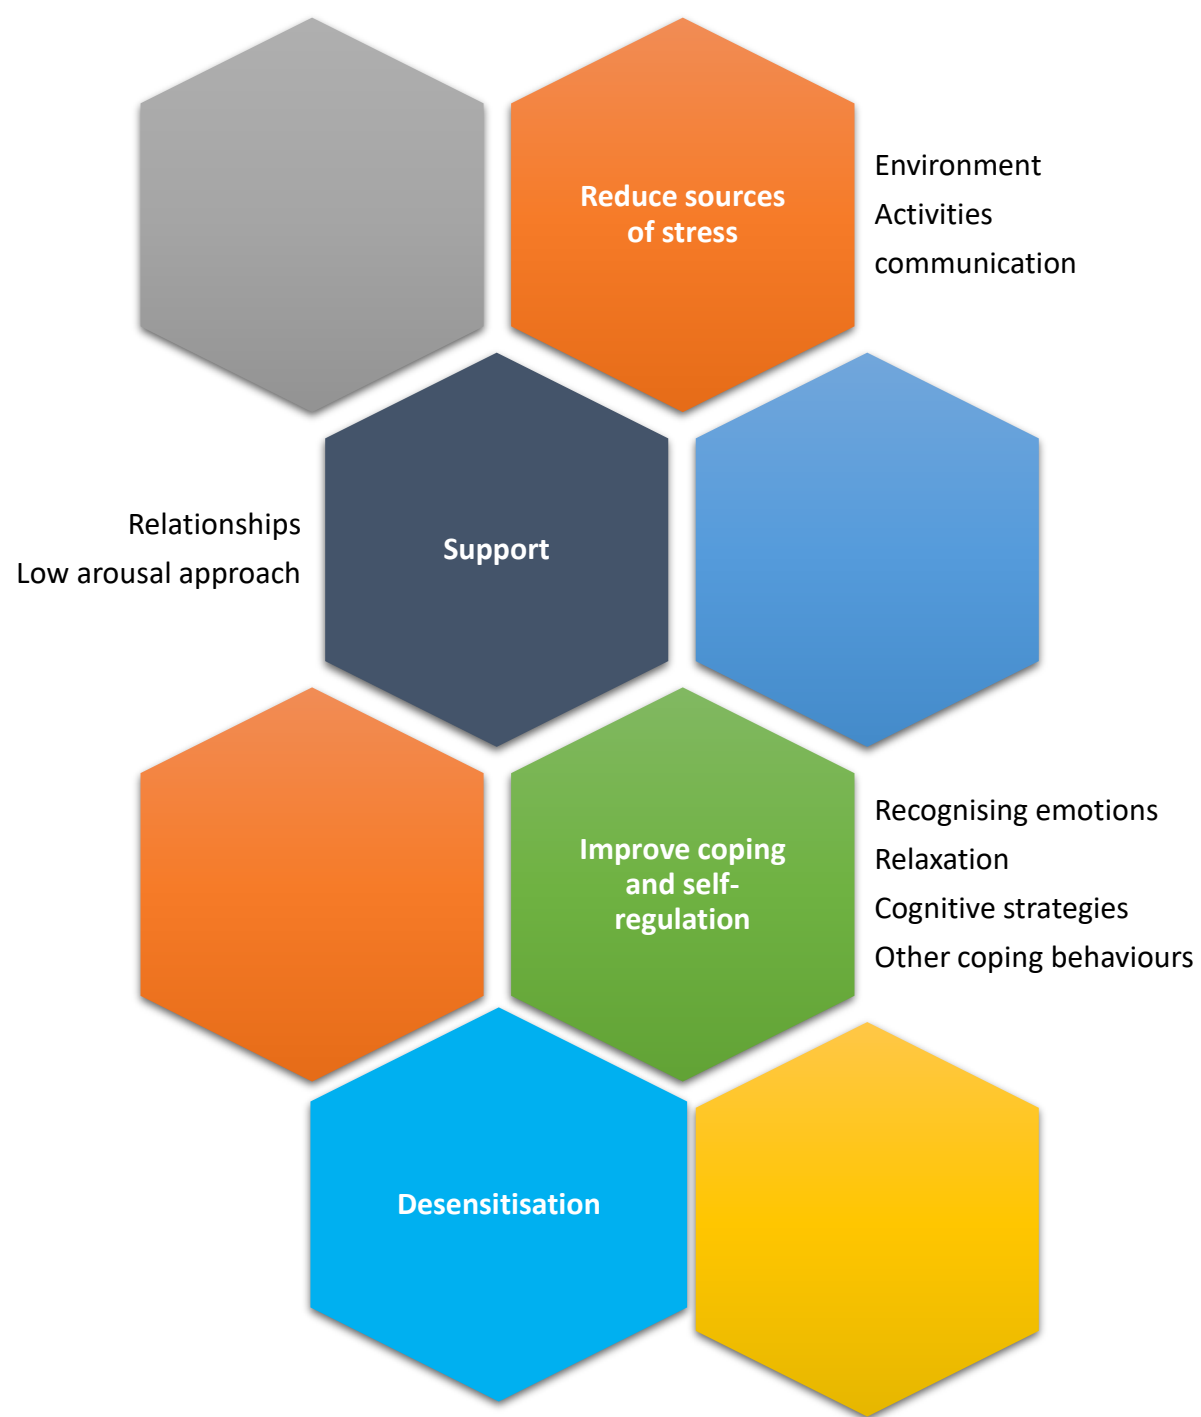 Reduce sources
of stress
Environment
Activities
communication
Relationships
Low arousal approach
Support
Improve coping
and self-
regulation
Recognising emotions
Relaxation
Cognitive strategies
Other coping behaviours
Desensitisation